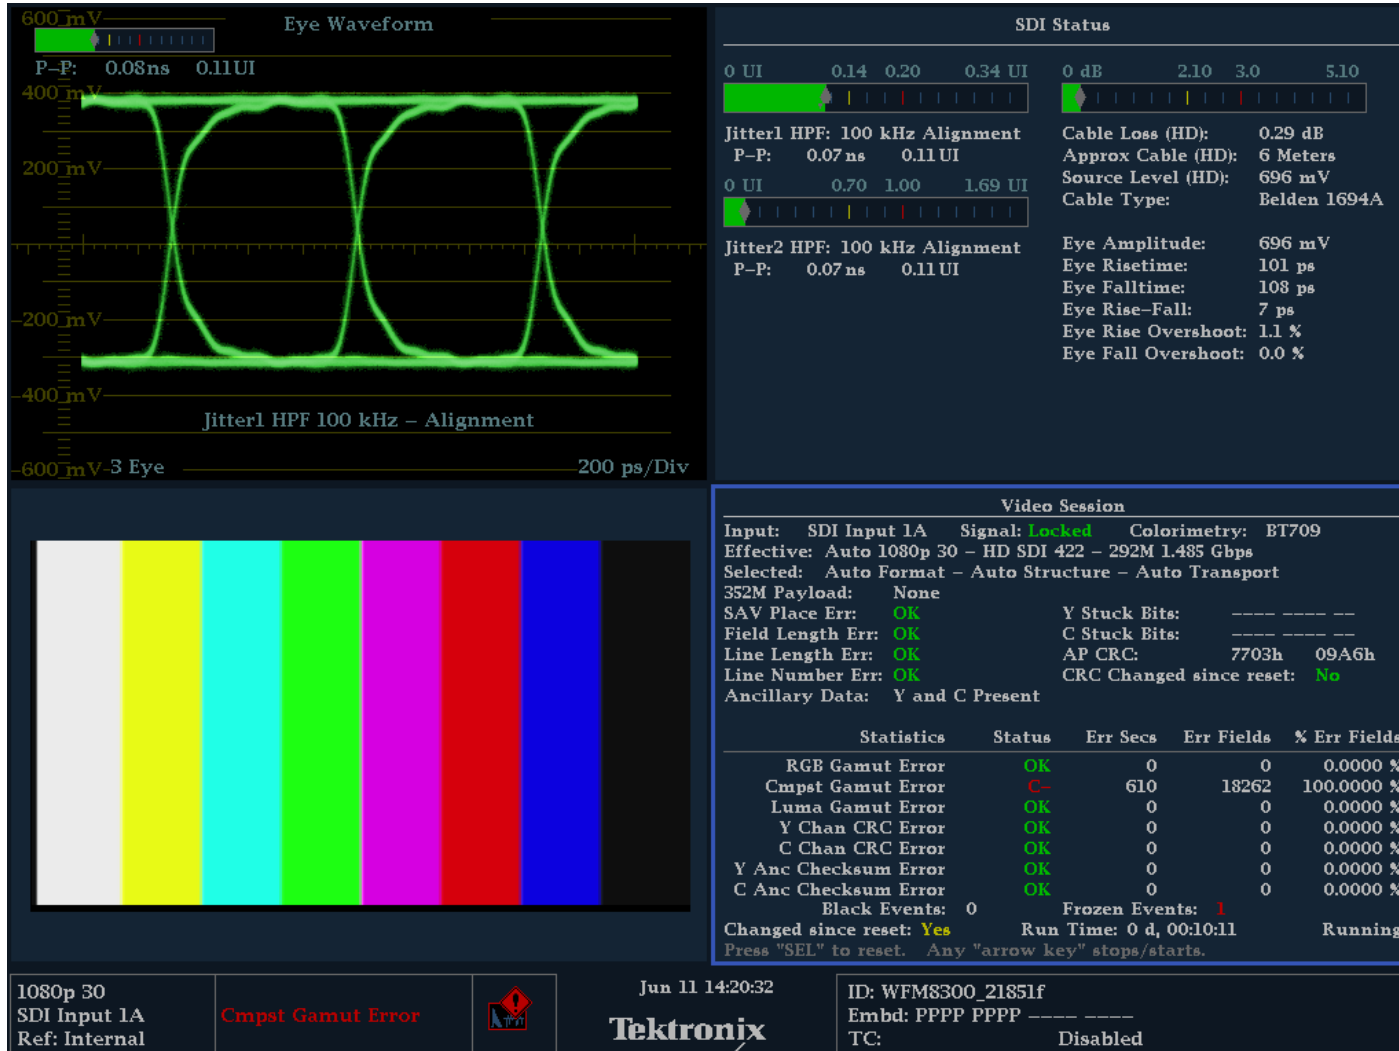 600 mV
Eye Waveform
P-P: 0.08ns 0.11UI
400 mV
200 mV
-200 mV
-400 mV
Jitter1 HPF 100 kHz - Alignment
-600 mV
3 Eye
200 ps/Div
SDI Status
0 UI 0.14 0.20 0.34 UI
Jitter1 HPF: 100 kHz Alignment
P-P: 0.07ns 0.11UI
0 UI 0.70 1.00 1.69 UI
Jitter2 HPF: 100 kHz Alignment
P-P: 0.07ns 0.11UI
0 dB 2.10 3.0 5.10
Cable Loss (HD): 0.29 dB
Approx Cable (HD): 6 Meters
Source Level (HD): 696 mV
Cable Type: Belden 1694A
Eye Amplitude: 696 mV
Eye Risetime: 101 ps
Eye Falltime: 108 ps
Eye Rise-Fall: 7 ps
Eye Rise Overshoot: 1.1 %
Eye Fall Overshoot: 0.0 %
Video Session
Input: SDI Input 1A Signal: Locked Colorimetry: BT709
Effective: Auto 1080p 30 - HD SDI 422 - 292M 1.485 Gbps
Selected: Auto Format - Auto Structure - Auto Transport
352M Payload: None
SAV Place Err: OK Y Stuck Bits: ---- ---- --
Field Length Err: OK C Stuck Bits: ---- ---- --
Line Length Err: OK AP CRC: 7703h 09A6h
Line Number Err: OK CRC Changed since reset: No
Ancillary Data: Y and C Present
Statistics Status Err Secs Err Fields % Err Fields
RGB Gamut Error OK 0 0 0.0000 %
Cmpst Gamut Error C- 610 18262 100.0000 %
Luma Gamut Error OK 0 0 0.0000 %
Y Chan CRC Error OK 0 0 0.0000 %
C Chan CRC Error OK 0 0 0.0000 %
Y Anc Checksum Error OK 0 0 0.0000 %
C Anc Checksum Error OK 0 0 0.0000 %
Black Events: 0 Frozen Events: 1
Changed since reset: Yes Run Time: 0 d, 00:10:11 Running
Press "SEL" to reset. Any "arrow key" stops/starts.
1080p 30
SDI Input 1A
Ref: Internal
Cmpst Gamut Error
Jun 11 14:20:32
Tektronix
ID: WFM8300_21851f
Embd: PPPP PPPP ---- ----
TC: Disabled